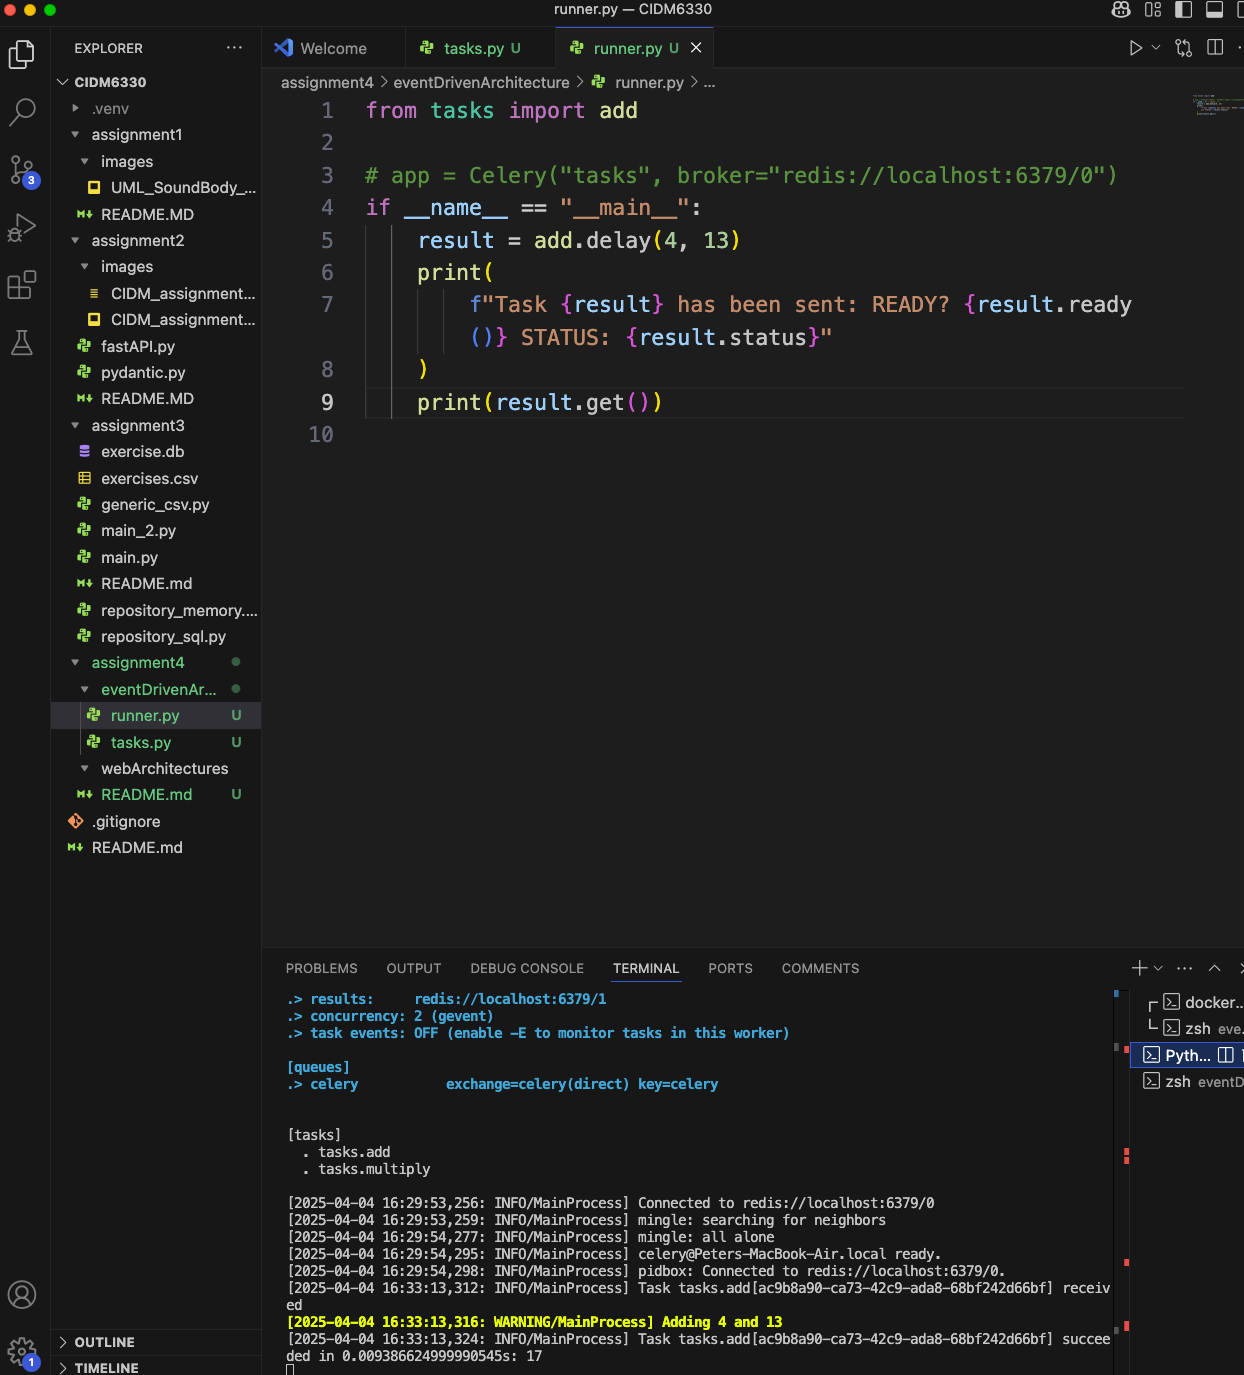 runner.py — CIDM6330
EXPLORER
Welcome
tasks.py U
runner.py U
CIDM6330
.venv
assignment1
images
UML_SoundBody_...
README.MD
assignment2
images
CIDM_assignment...
CIDM_assignment...
fastAPI.py
pydantic.py
README.MD
assignment3
exercise.db
exercises.csv
generic_csv.py
main_2.py
main.py
README.md
repository_memory....
repository_sql.py
assignment4
eventDrivenAr...
runner.py U
tasks.py U
webArchitectures
README.md U
.gitignore
README.md
OUTLINE
TIMELINE
3
1
assignment4 > eventDrivenArchitecture > runner.py > ...
1 from tasks import add
2
3 # app = Celery("tasks", broker="redis://localhost:6379/0")
4 if __name__ == "__main__":
5 result = add.delay(4, 13)
6 print(
7 f"Task {result} has been sent: READY? {result.ready
()} STATUS: {result.status}"
8 )
9 print(result.get())
10
PROBLEMS OUTPUT DEBUG CONSOLE TERMINAL PORTS COMMENTS
.> results: redis://localhost:6379/1
.> concurrency: 2 (gevent)
.> task events: OFF (enable -E to monitor tasks in this worker)
[queues]
.> celery exchange=celery(direct) key=celery
[tasks]
. tasks.add
. tasks.multiply
[2025-04-04 16:29:53,256: INFO/MainProcess] Connected to redis://localhost:6379/0
[2025-04-04 16:29:53,259: INFO/MainProcess] mingle: searching for neighbors
[2025-04-04 16:29:54,277: INFO/MainProcess] mingle: all alone
[2025-04-04 16:29:54,295: INFO/MainProcess] celery@Peters-MacBook-Air.local ready.
[2025-04-04 16:29:54,298: INFO/MainProcess] pidbox: Connected to redis://localhost:6379/0.
[2025-04-04 16:33:13,312: INFO/MainProcess] Task tasks.add[ac9b8a90-ca73-42c9-ada8-68bf242d66bf] receiv
ed
[2025-04-04 16:33:13,316: WARNING/MainProcess] Adding 4 and 13
[2025-04-04 16:33:13,324: INFO/MainProcess] Task tasks.add[ac9b8a90-ca73-42c9-ada8-68bf242d66bf] succee
ded in 0.009386624999990545s: 17
docker...
zsh eve...
Pyth...
zsh eventD